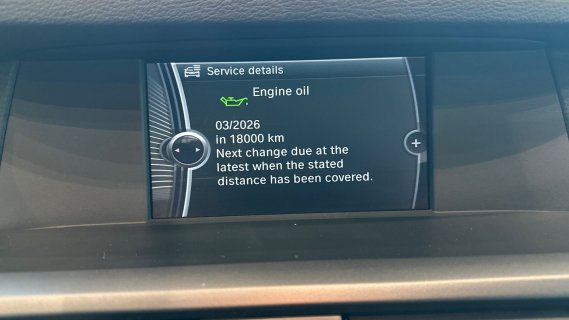 Service details
Engine oil
03/2026
in 18000 km
Next change due at the
latest when the stated
distance has been covered.